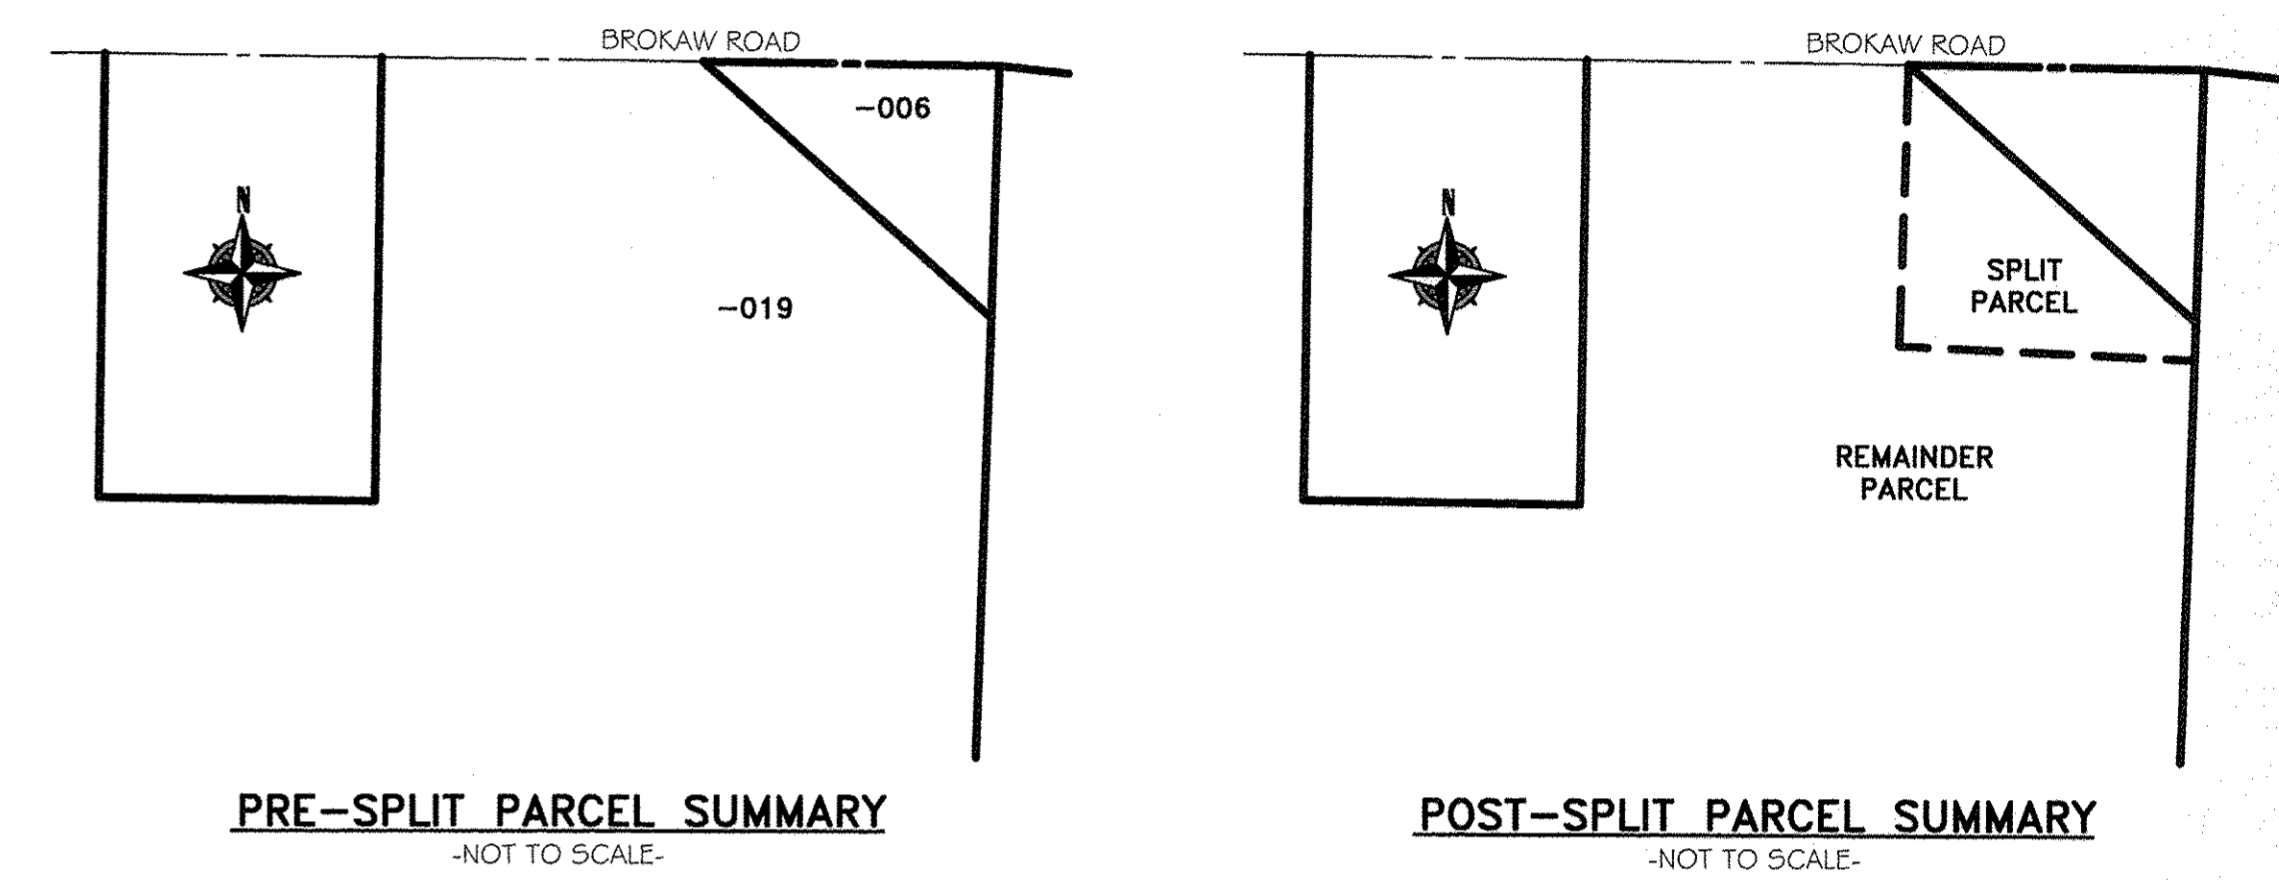 BROKAW ROAD
-006
N
-019
PRE-SPLIT PARCEL SUMMARY
-NOT TO SCALE-
BROKAW ROAD
N
SPLIT
PARCEL
REMAINDER
PARCEL
POST-SPLIT PARCEL SUMMARY
-NOT TO SCALE-